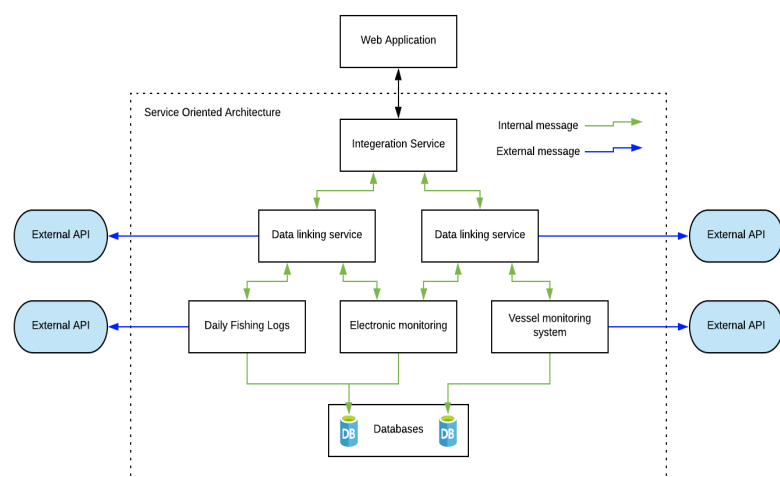 Web Application
Service Oriented Architecture
Internal message
Integeration Service
External message
External API
Data linking service
Data linking service
External API
External API
Daily Fishing Logs
Electronic monitoring
Vessel monitoring
system
External API
DB
Databases
DB